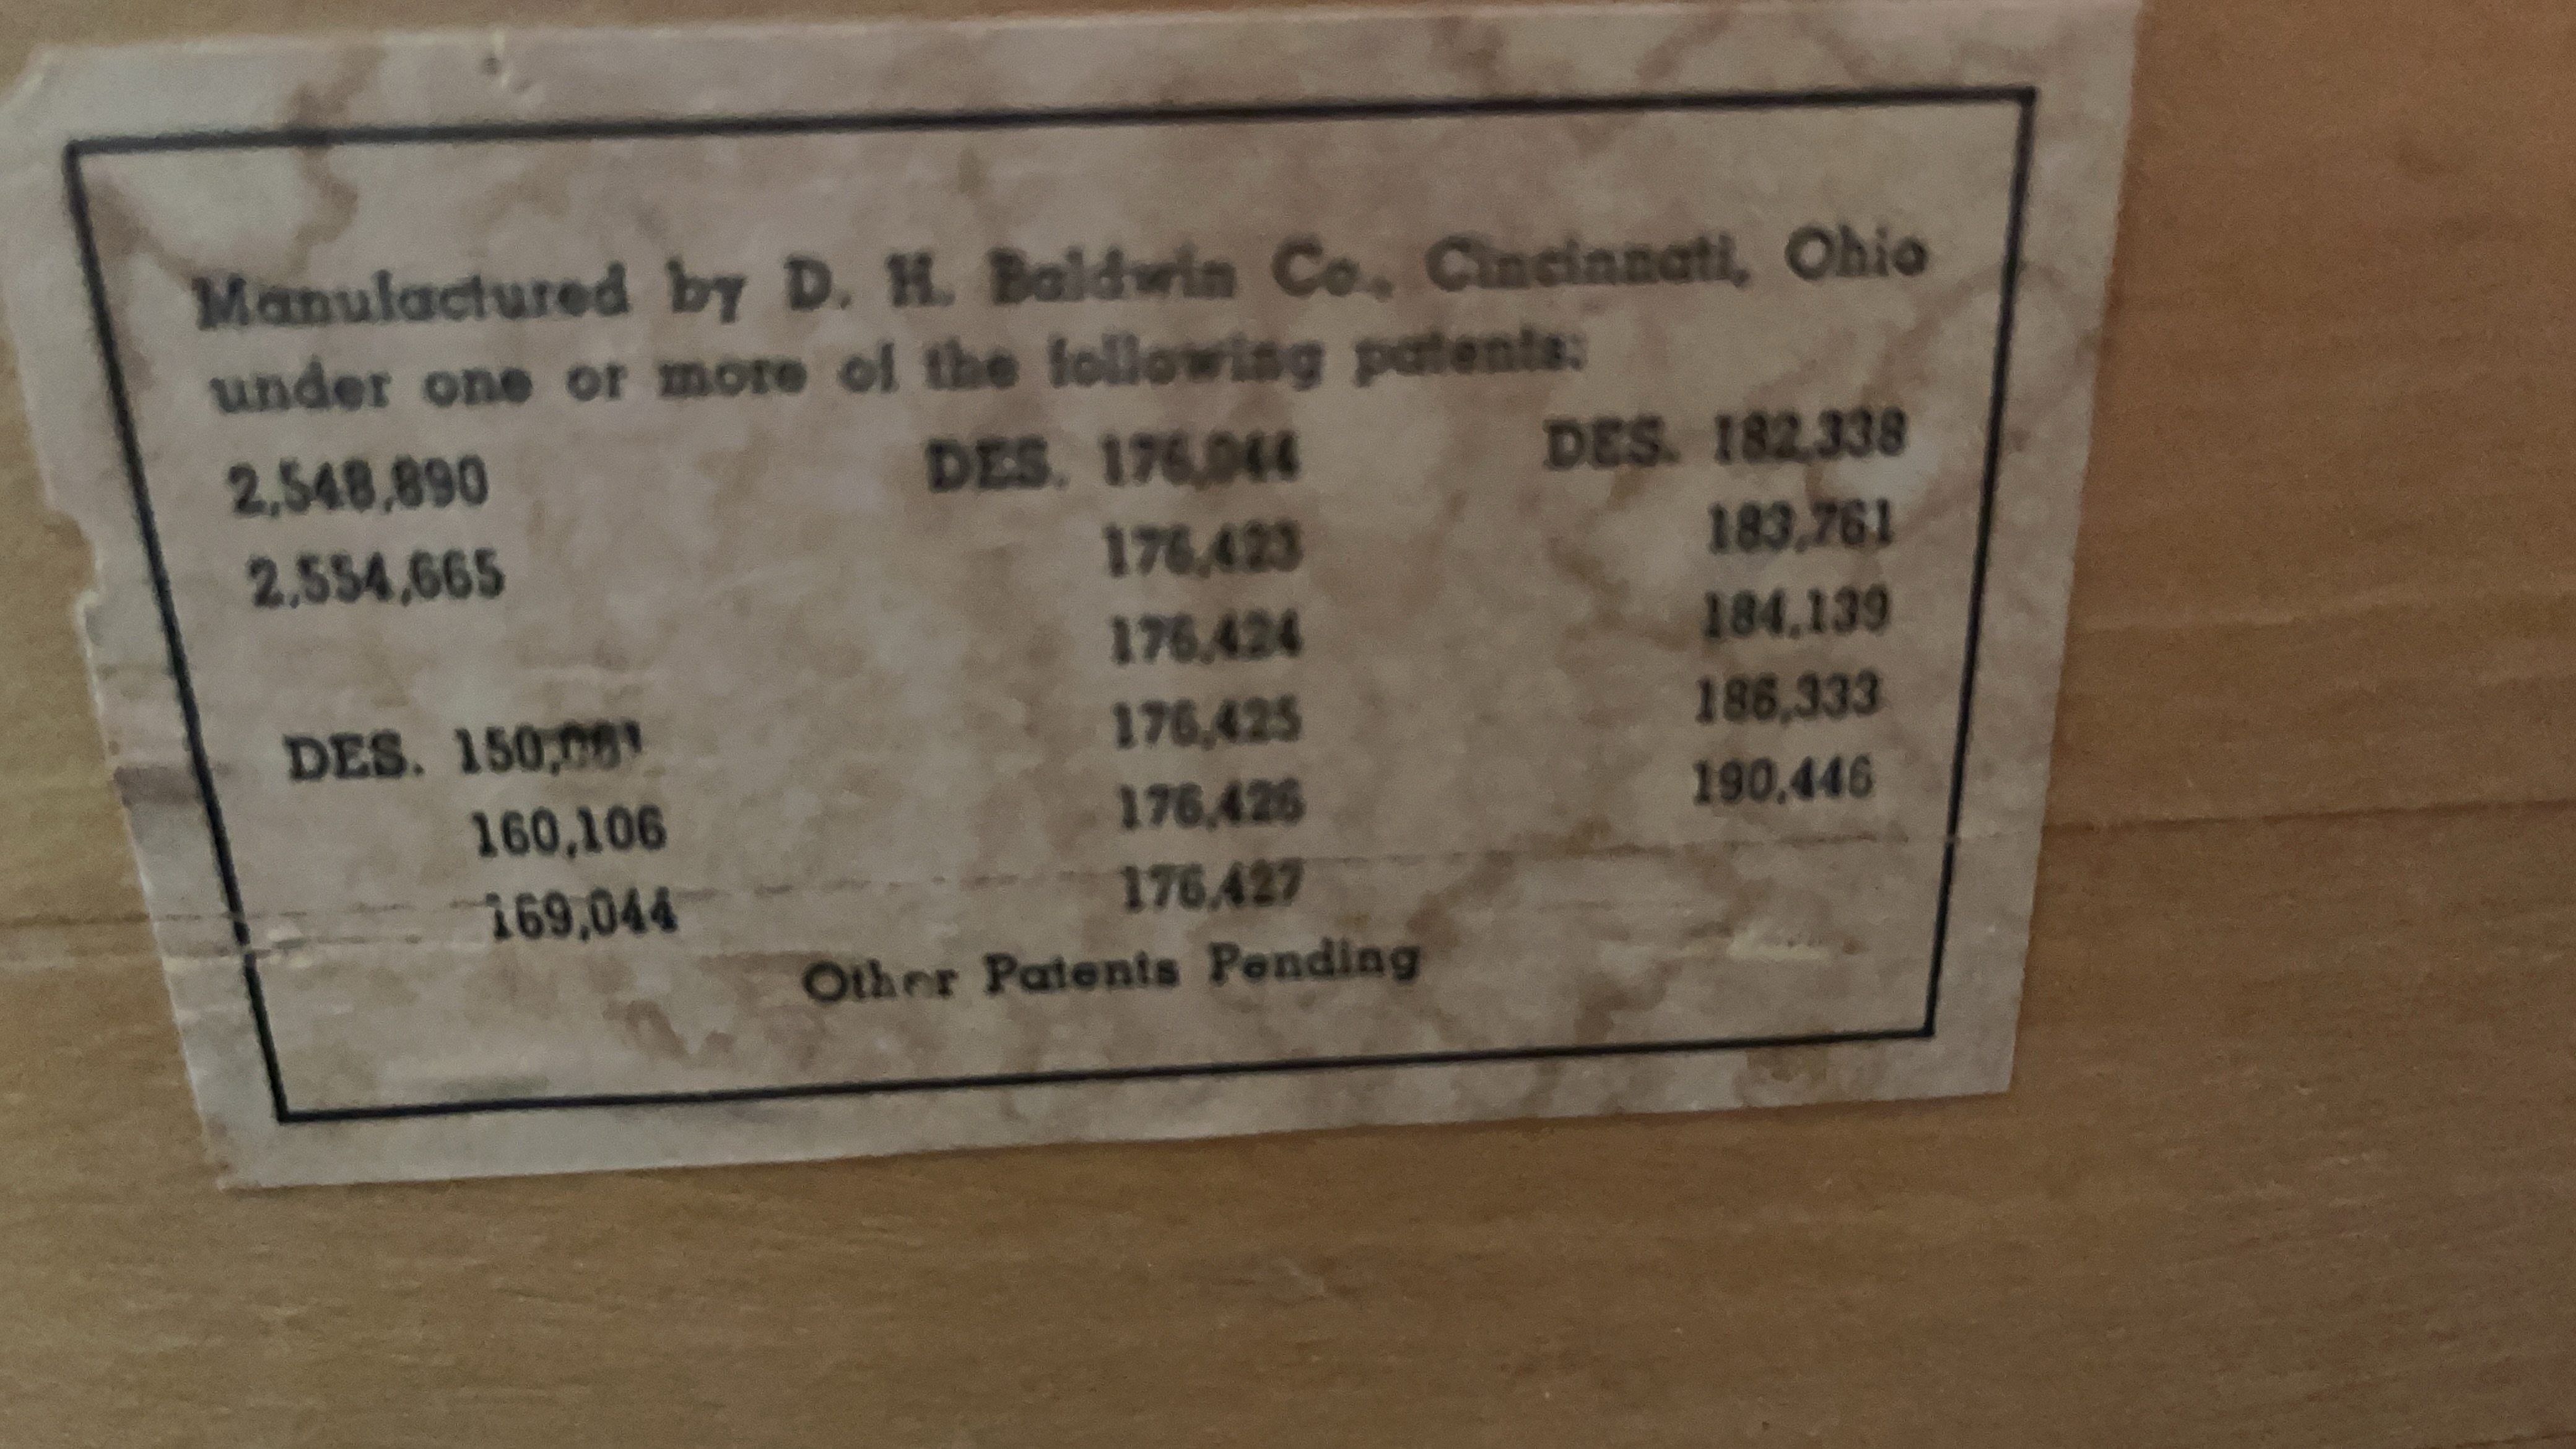 Manufactured by D. H. Baldwin Co., Cincinnati, Ohio
under one or more of the following patents:
2,548,890 DES. 176,044 DES. 182,338
2,554,665 176,423 183,761
176,424 184,139
DES. 176,425 186,333
160,106 176,426 190,446
169,044 176,427
Other Patents Pending